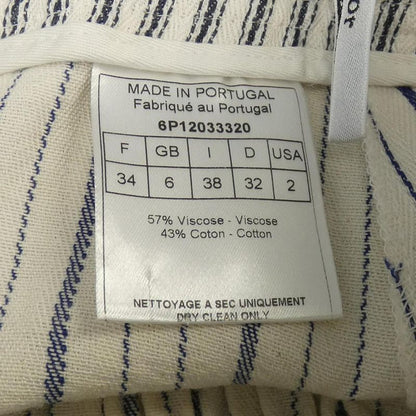 MADE IN PORTUGAL
Fabriqué au Portugal
6P12033320
F GB I D USA
34 6 38 32 2
57% Viscose - Viscose
43% Coton - Cotton
NETTOYAGE A SEC UNIQUEMENT
DRY CLEAN ONLY